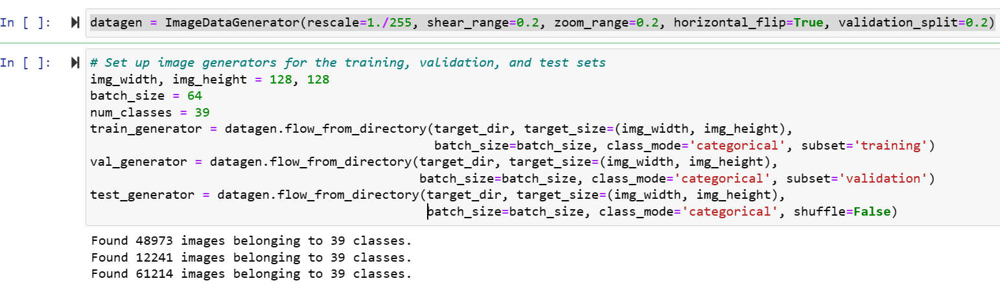 In [ ]: datagen = ImageDataGenerator(rescale=1./255, shear_range=0.2, zoom_range=0.2, horizontal_flip=True, validation_split=0.2)
In [ ]: # Set up image generators for the training, validation, and test sets
img_width, img_height = 128, 128
batch_size = 64
num_classes = 39
train_generator = datagen.flow_from_directory(target_dir, target_size=(img_width, img_height),
batch_size=batch_size, class_mode='categorical', subset='training')
val_generator = datagen.flow_from_directory(target_dir, target_size=(img_width, img_height),
batch_size=batch_size, class_mode='categorical', subset='validation')
test_generator = datagen.flow_from_directory(target_dir, target_size=(img_width, img_height),
batch_size=batch_size, class_mode='categorical', shuffle=False)
Found 48973 images belonging to 39 classes.
Found 12241 images belonging to 39 classes.
Found 61214 images belonging to 39 classes.